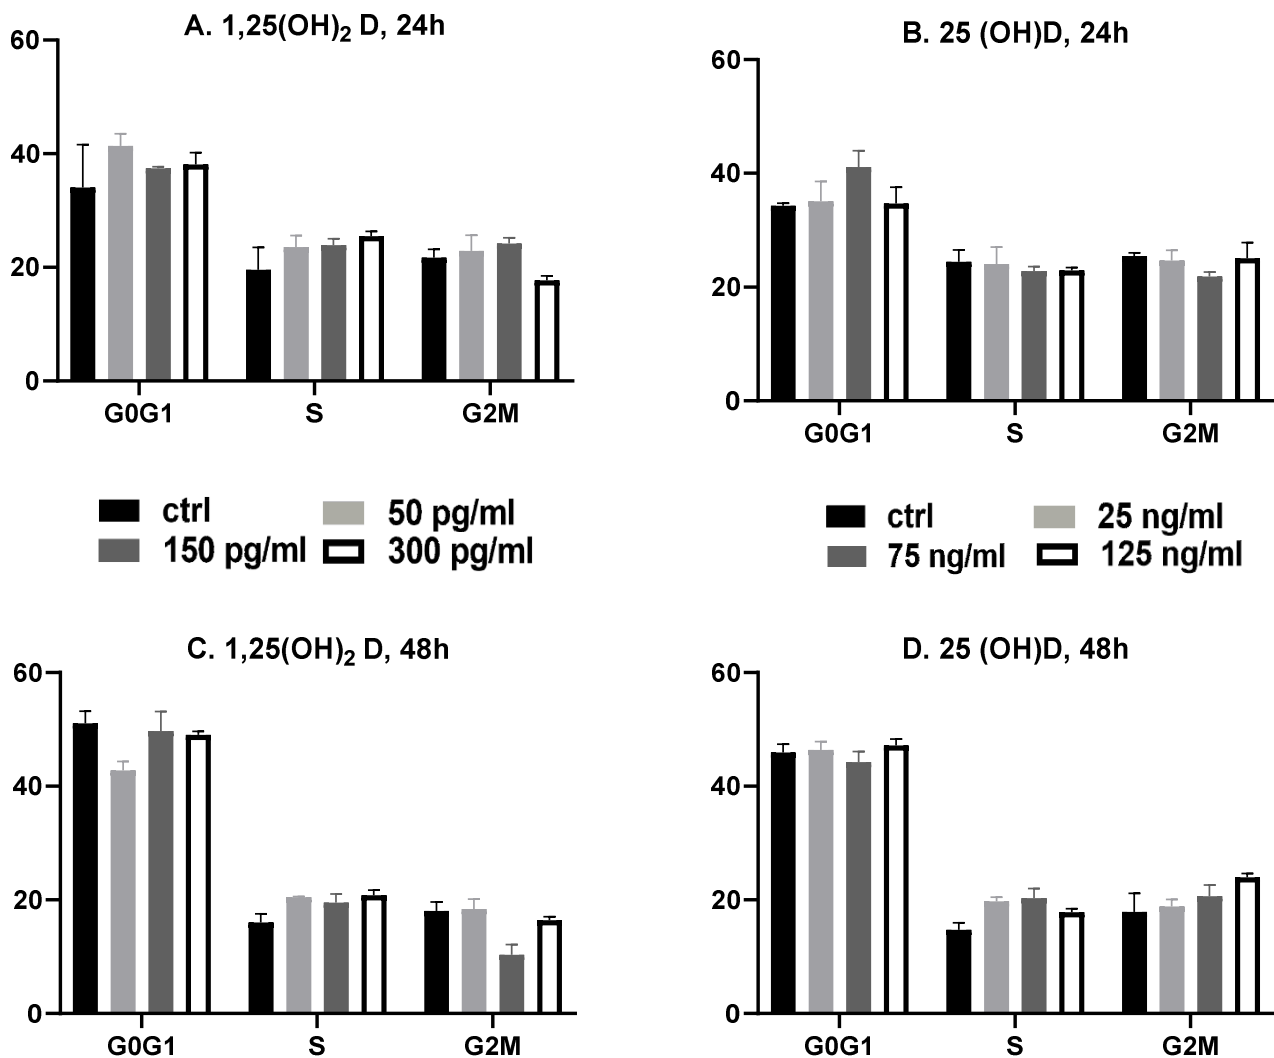 A. 1,25(OH)₂ D, 24h
60
40
20
0
G0G1 S G2M
B. 25 (OH)D, 24h
60
40
20
0
G0G1 S G2M
ctrl 50 pg/ml
150 pg/ml 300 pg/ml
ctrl 25 ng/ml
75 ng/ml 125 ng/ml
C. 1,25(OH)₂ D, 48h
60
40
20
0
G0G1 S G2M
D. 25 (OH)D, 48h
60
40
20
0
G0G1 S G2M